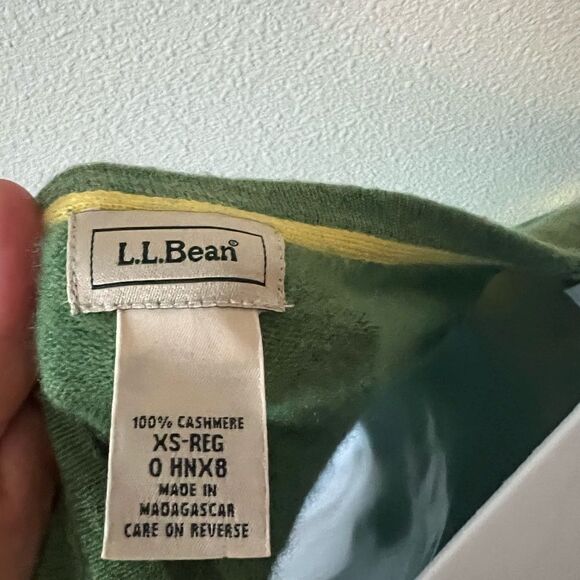 L.L.Bean®
100% CASHMERE
XS-REG
0 HNX8
MADE IN
MADAGASCAR
CARE ON REVERSE